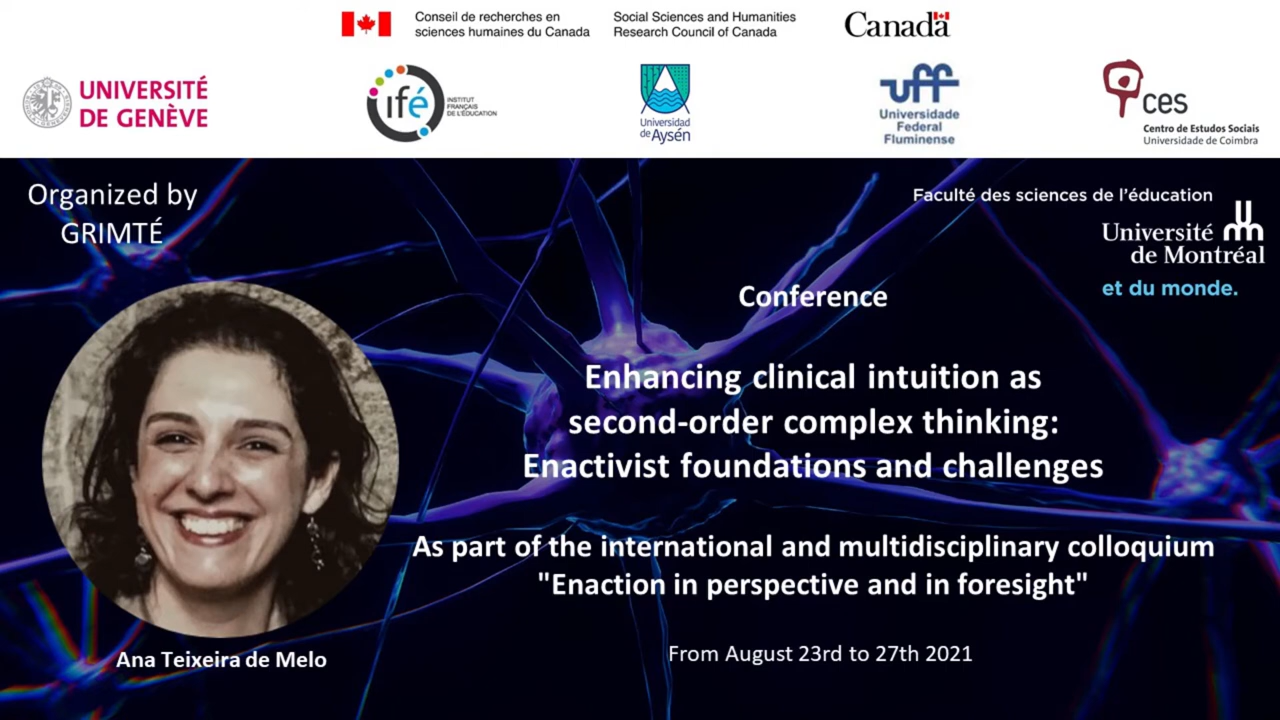 Conseil de recherches en
sciences humaines du Canada
Social Sciences and Humanities
Research Council of Canada
Canada
UNIVERSITÉ
DE GENÈVE
ifé
INSTITUT
FRANÇAIS
DE L'ÉDUCATION
Universidad
de Aysén
uff
Universidade
Federal
Fluminense
ces
Centro de Estudos Sociais
Universidade de Coimbra
Organized by
GRIMTÉ
Faculté des sciences de l'éducation
Université
de Montréal
et du monde.
Conference
Enhancing clinical intuition as
second-order complex thinking:
Enactivist foundations and challenges
As part of the international and multidisciplinary colloquium
"Enaction in perspective and in foresight"
Ana Teixeira de Melo
From August 23rd to 27th 2021